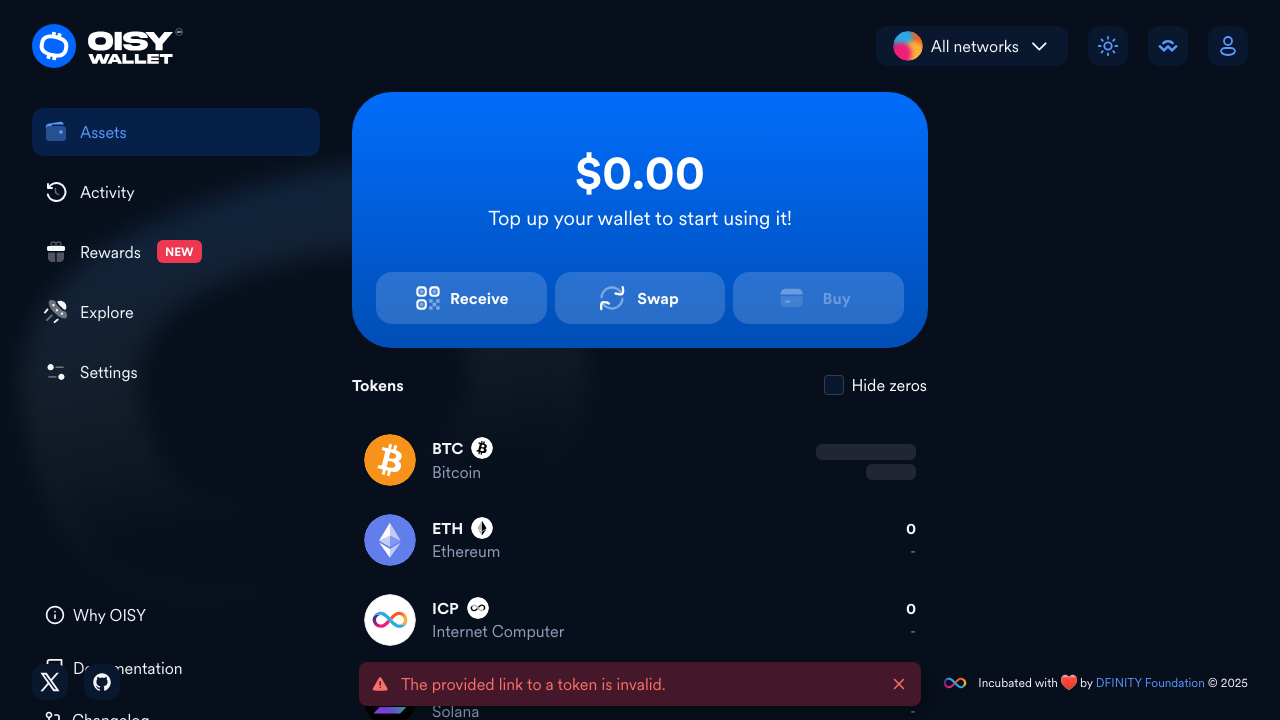 OISY
WALLET
All networks
Assets
Activity
Rewards NEW
Explore
Settings
$0.00
Top up your wallet to start using it!
Receive
Swap
Buy
Tokens
Hide zeros
BTC
Bitcoin
ETH
0
Ethereum
-
ICP
0
Internet Computer
-
Why OISY
Documentation
Changelog
The provided link to a token is invalid.
Solana
-
Incubated with ❤️ by DFINITY Foundation © 2025